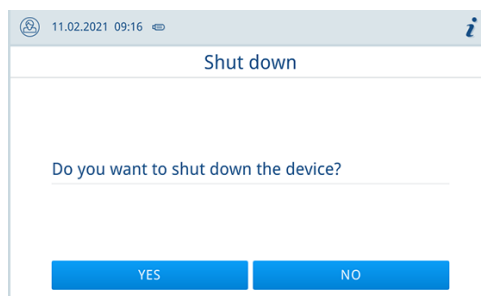 11.02.2021 09:16
i
Shut down
Do you want to shut down the device?
YES
NO